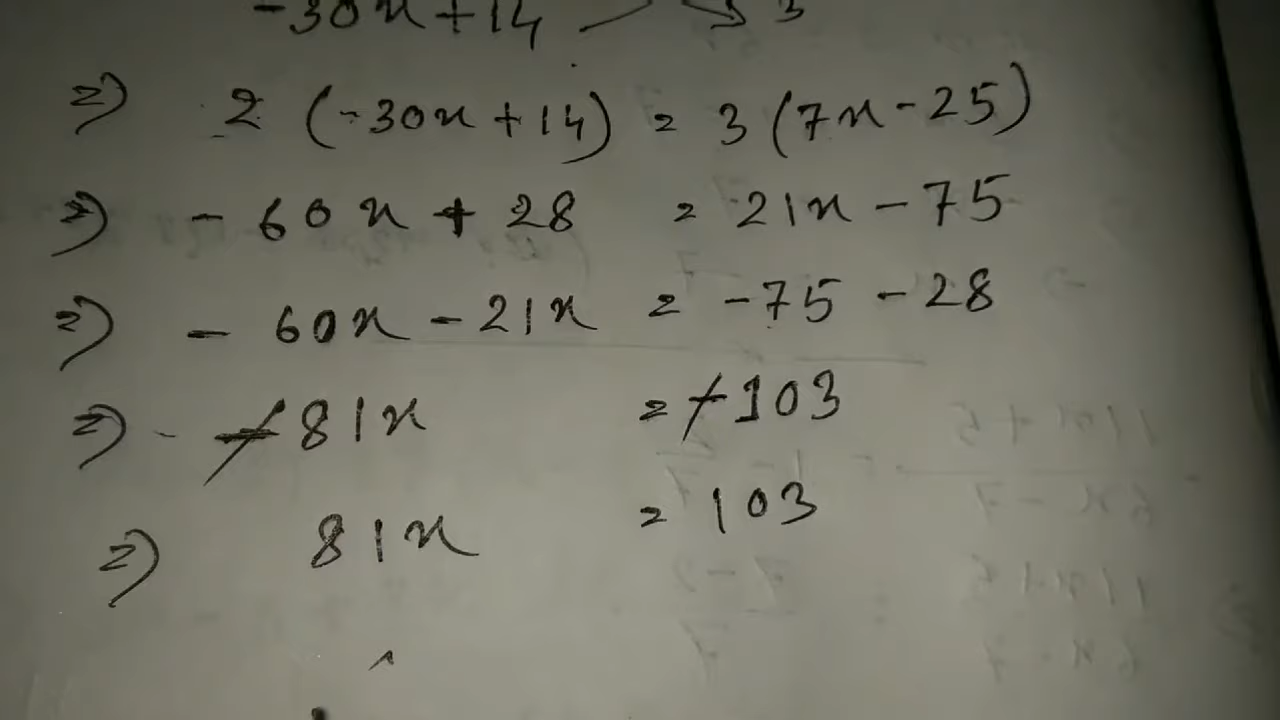 -30x+14 → 3
⇒ 2 (-30x+14) = 3 (7x-25)
⇒ - 60x + 28 = 21x - 75
⇒ - 60x - 21x = -75 - 28
⇒ - 81x = -103
⇒ 81x = 103